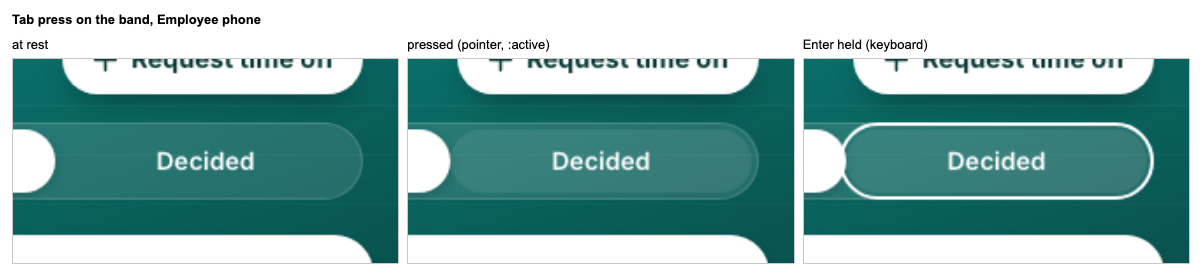 Tab press on the band, Employee phone
at rest
pressed (pointer, :active)
Enter held (keyboard)
+ Request time off
+ Request time off
+ Request time off
Decided
Decided
Decided